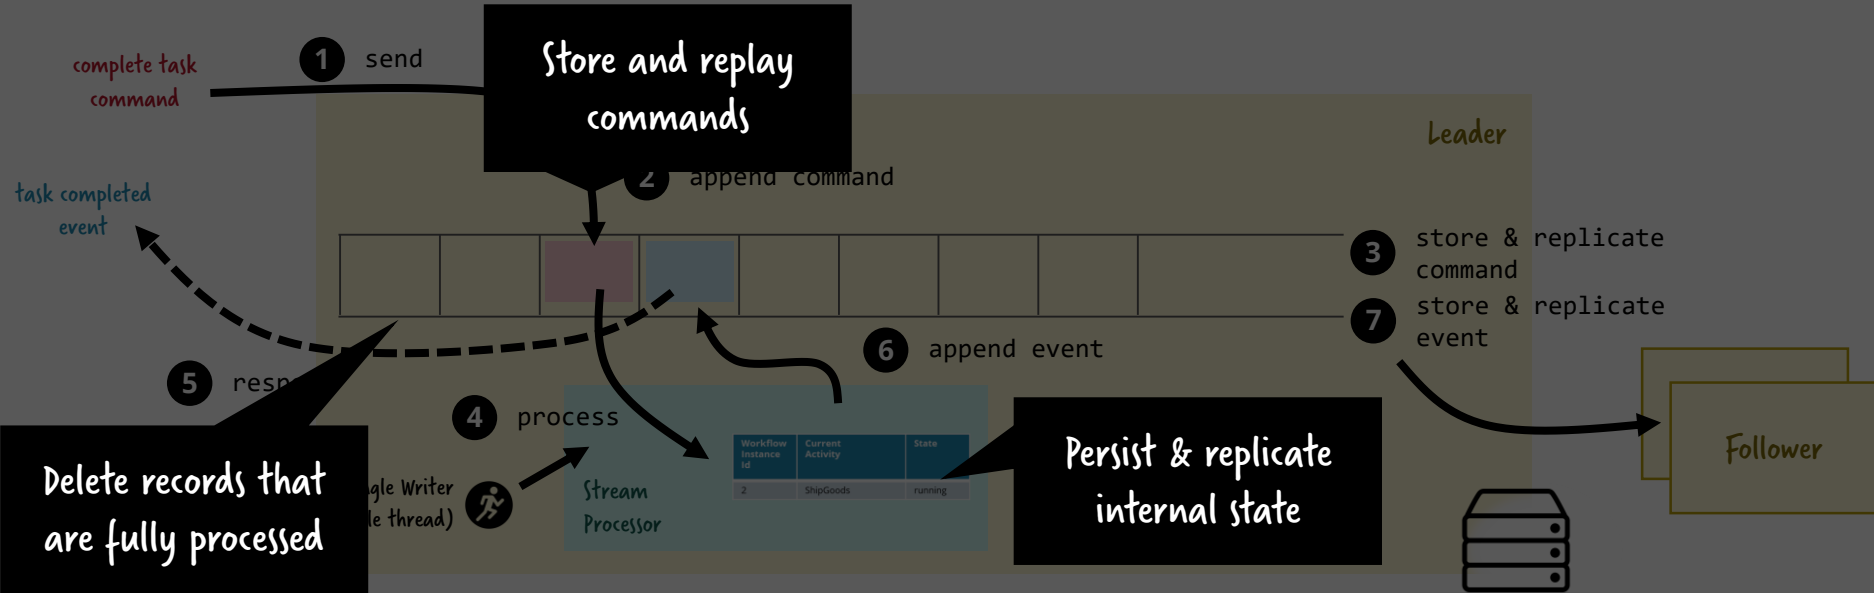 Store and replay
commands
1 send
complete task
command
Leader
2 append command
task completed
event
3 store & replicate
command
7 store & replicate
event
6 append event
5
4 process
Workflow
Instance
Id
Current
Activity
State
2 ShipGoods running
Persist & replicate
internal state
Follower
Delete records that
are fully processed
Writer
thread)
Stream
Processor